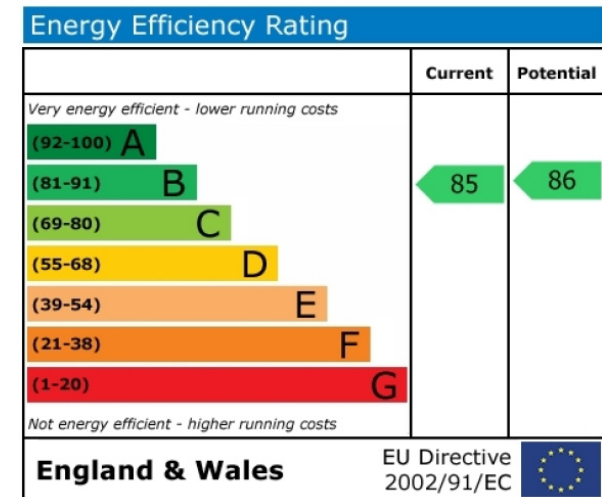 Energy Efficiency Rating
Current Potential
Very energy efficient - lower running costs
(92-100) A
(81-91) B 85 86
(69-80) C
(55-68) D
(39-54) E
(21-38) F
(1-20) G
Not energy efficient - higher running costs
England & Wales EU Directive
2002/91/EC